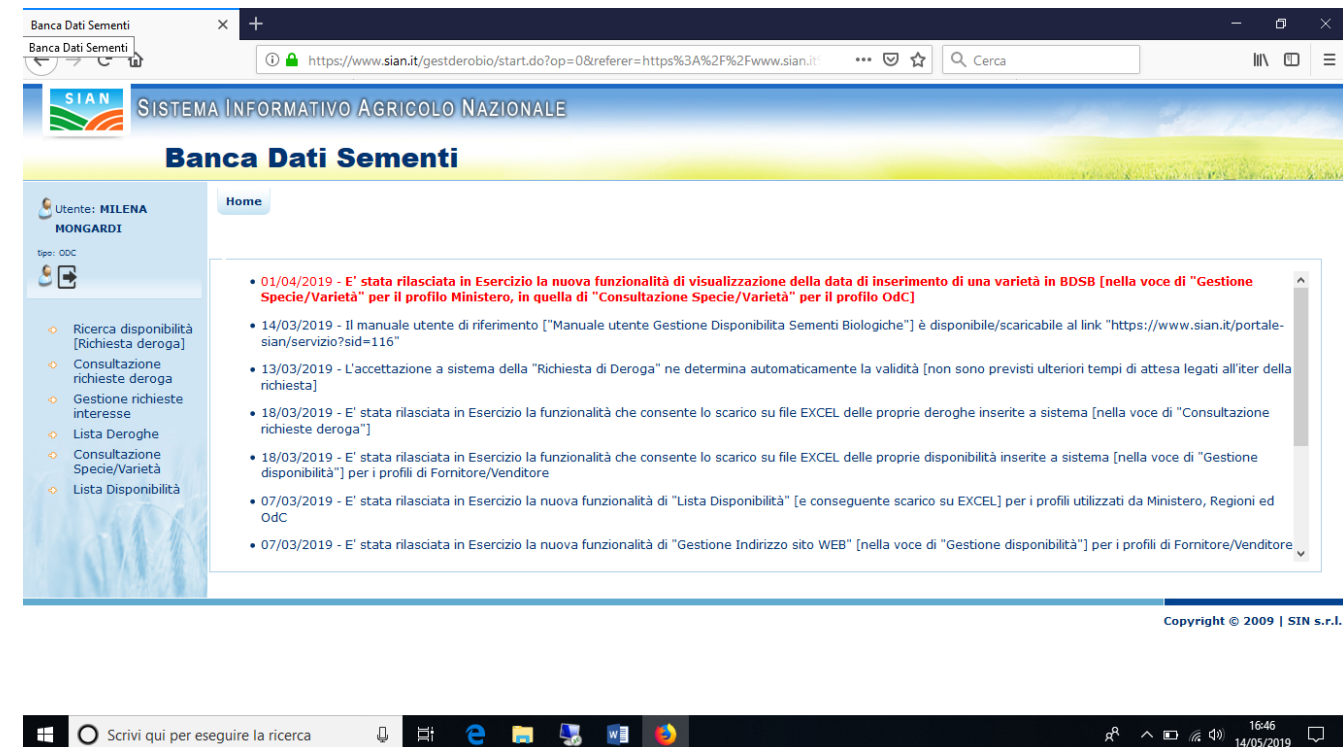 Banca Dati Sementi
Banca Dati Sementi
https://www.sian.it/gestderobio/start.do?op=0&referer=https%3A%2F%2Fwww.sian.it
Cerca
SIAN
SISTEMA INFORMATIVO AGRICOLO NAZIONALE
Banca Dati Sementi
Utente: MILENA
MONGARDI
tipo: ODC
Ricerca disponibilità
[Richiesta deroga]
Consultazione
richieste deroga
Gestione richieste
interesse
Lista Deroghe
Consultazione
Specie/Varietà
Lista Disponibilità
Home
• 01/04/2019 - E' stata rilasciata in Esercizio la nuova funzionalità di visualizzazione della data di inserimento di una varietà in BDSB [nella voce di "Gestione
Specie/Varietà" per il profilo Ministero, in quella di "Consultazione Specie/Varietà" per il profilo OdC]
• 14/03/2019 - Il manuale utente di riferimento ["Manuale utente Gestione Disponibilita Sementi Biologiche"] è disponibile/scaricabile al link "https://www.sian.it/portale-
sian/servizio?sid=116"
• 13/03/2019 - L'accettazione a sistema della "Richiesta di Deroga" ne determina automaticamente la validità [non sono previsti ulteriori tempi di attesa legati all'iter della
richiesta]
• 18/03/2019 - E' stata rilasciata in Esercizio la funzionalità che consente lo scarico su file EXCEL delle proprie deroghe inserite a sistema [nella voce di "Consultazione
richieste deroga"]
• 18/03/2019 - E' stata rilasciata in Esercizio la funzionalità che consente lo scarico su file EXCEL delle proprie disponibilità inserite a sistema [nella voce di "Gestione
disponibilità"] per i profili di Fornitore/Venditore
• 07/03/2019 - E' stata rilasciata in Esercizio la nuova funzionalità di "Lista Disponibilità" [e conseguente scarico su EXCEL] per i profili utilizzati da Ministero, Regioni ed
OdC
• 07/03/2019 - E' stata rilasciata in Esercizio la nuova funzionalità di "Gestione Indirizzo sito WEB" [nella voce di "Gestione disponibilità"] per i profili di Fornitore/Venditore
Copyright © 2009 | SIN s.r.l.
Scrivi qui per eseguire la ricerca
16:46
14/05/2019